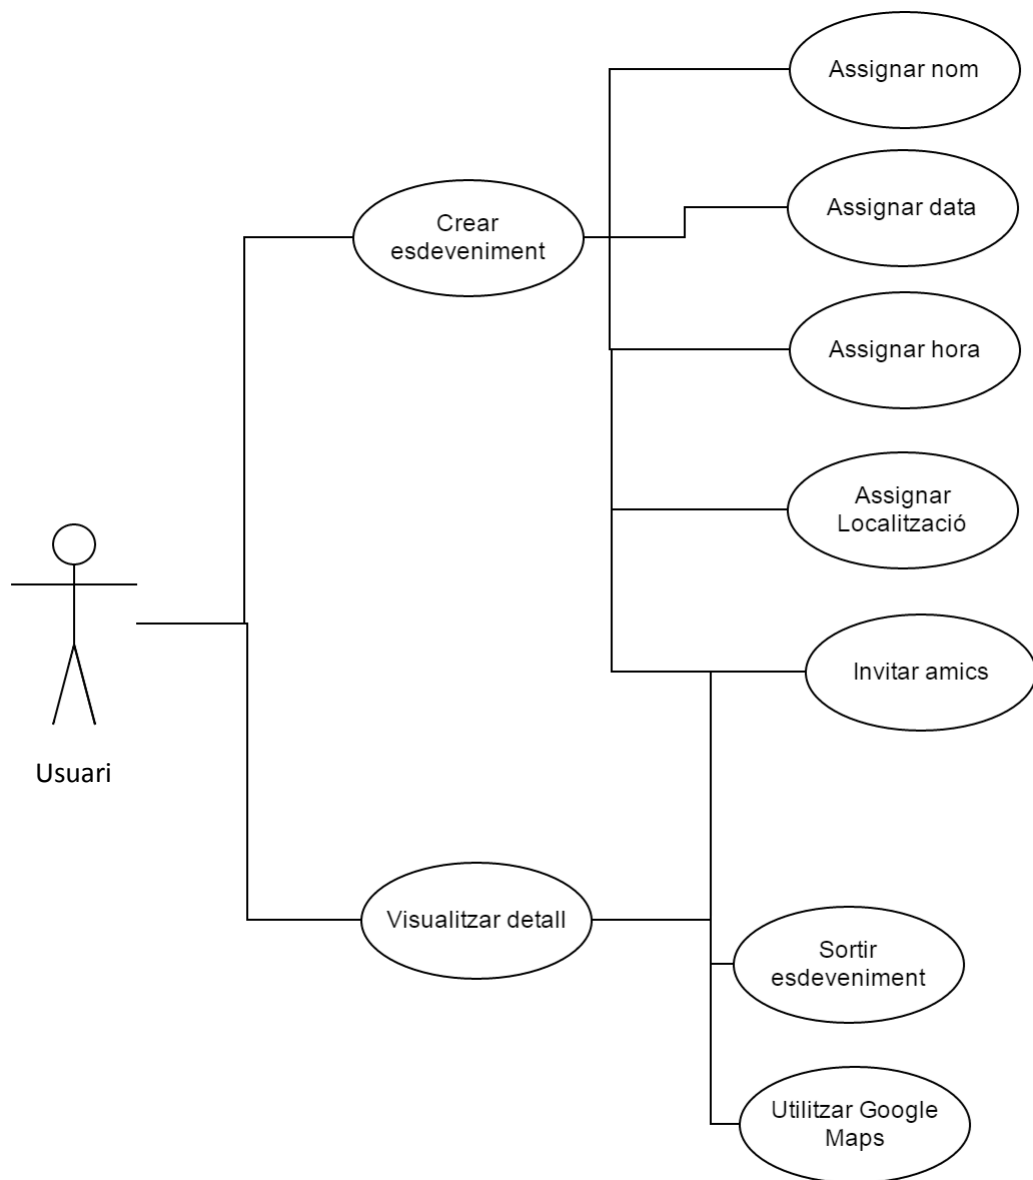 Assignar nom
Crear
esdeveniment
Assignar data
Assignar hora
Assignar
Localització
Invitar amics
Usuari
Visualitzar detall
Sortir
esdeveniment
Utilitzar Google
Maps